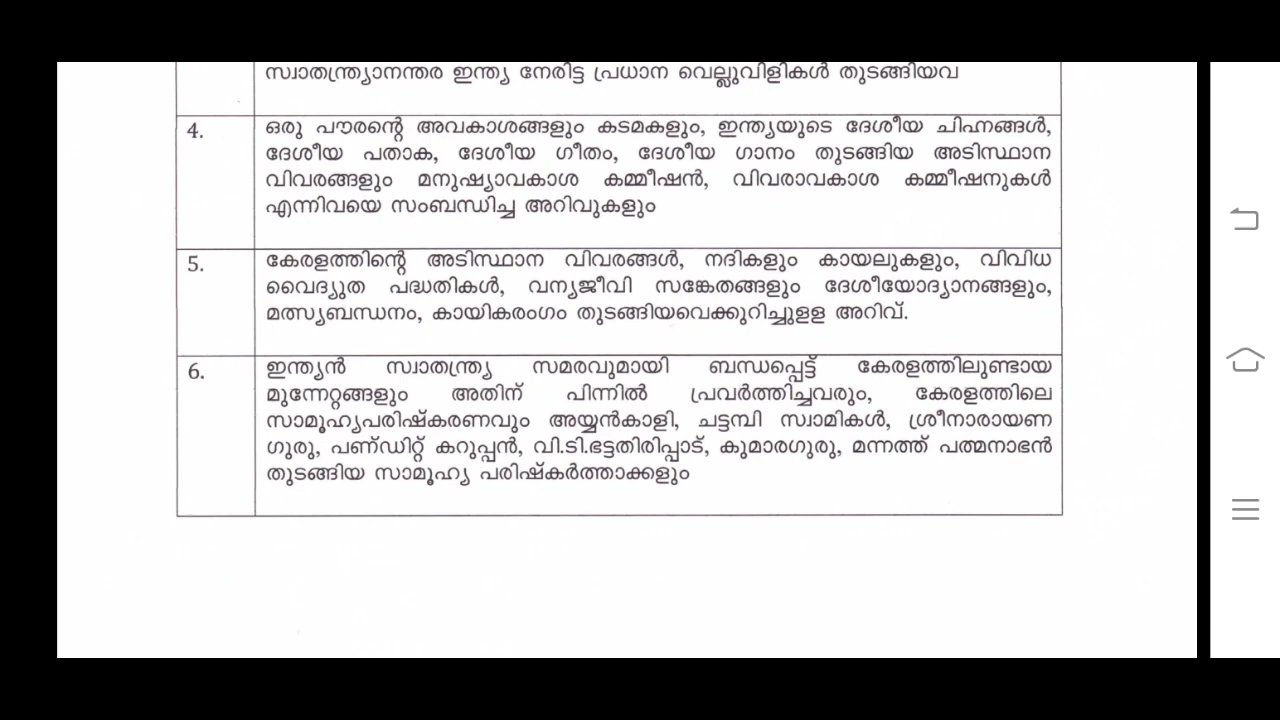 സ്വാതന്ത്ര്യാനന്തര ഇന്ത്യ നേരിട്ട പ്രധാന വെല്ലുവിളികൾ തുടങ്ങിയവ
4. ഒരു പൗരന്റെ അവകാശങ്ങളും കടമകളും, ഇന്ത്യയുടെ ദേശീയ ചിഹ്നങ്ങൾ,
ദേശീയ പതാക, ദേശീയ ഗീതം, ദേശീയ ഗാനം തുടങ്ങിയ അടിസ്ഥാന
വിവരങ്ങളും മനുഷ്യാവകാശ കമ്മീഷൻ, വിവരാവകാശ കമ്മീഷനുകൾ
എന്നിവയെ സംബന്ധിച്ച അറിവുകളും
5. കേരളത്തിന്റെ അടിസ്ഥാന വിവരങ്ങൾ, നദികളും കായലുകളും, വിവിധ
വൈദ്യുത പദ്ധതികൾ, വന്യജീവി സങ്കേതങ്ങളും ദേശീയോദ്യാനങ്ങളും,
മത്സ്യബന്ധനം, കായികരംഗം തുടങ്ങിയവെക്കുറിച്ചുളള അറിവ്.
6. ഇന്ത്യൻ സ്വാതന്ത്ര്യ സമരവുമായി ബന്ധപ്പെട്ട് കേരളത്തിലുണ്ടായ
മുന്നേറ്റങ്ങളും അതിന് പിന്നിൽ പ്രവർത്തിച്ചവരും, കേരളത്തിലെ
സാമൂഹ്യപരിഷ്കരണവും അയ്യൻകാളി, ചട്ടമ്പി സ്വാമികൾ, ശ്രീനാരായണ
ഗുരു, പണ്ഡിറ്റ് കറുപ്പൻ, വി.ടി.ഭട്ടതിരിപ്പാട്, കുമാരഗുരു, മന്നത്ത് പത്മനാഭൻ
തുടങ്ങിയ സാമൂഹ്യ പരിഷ്കർത്താക്കളും